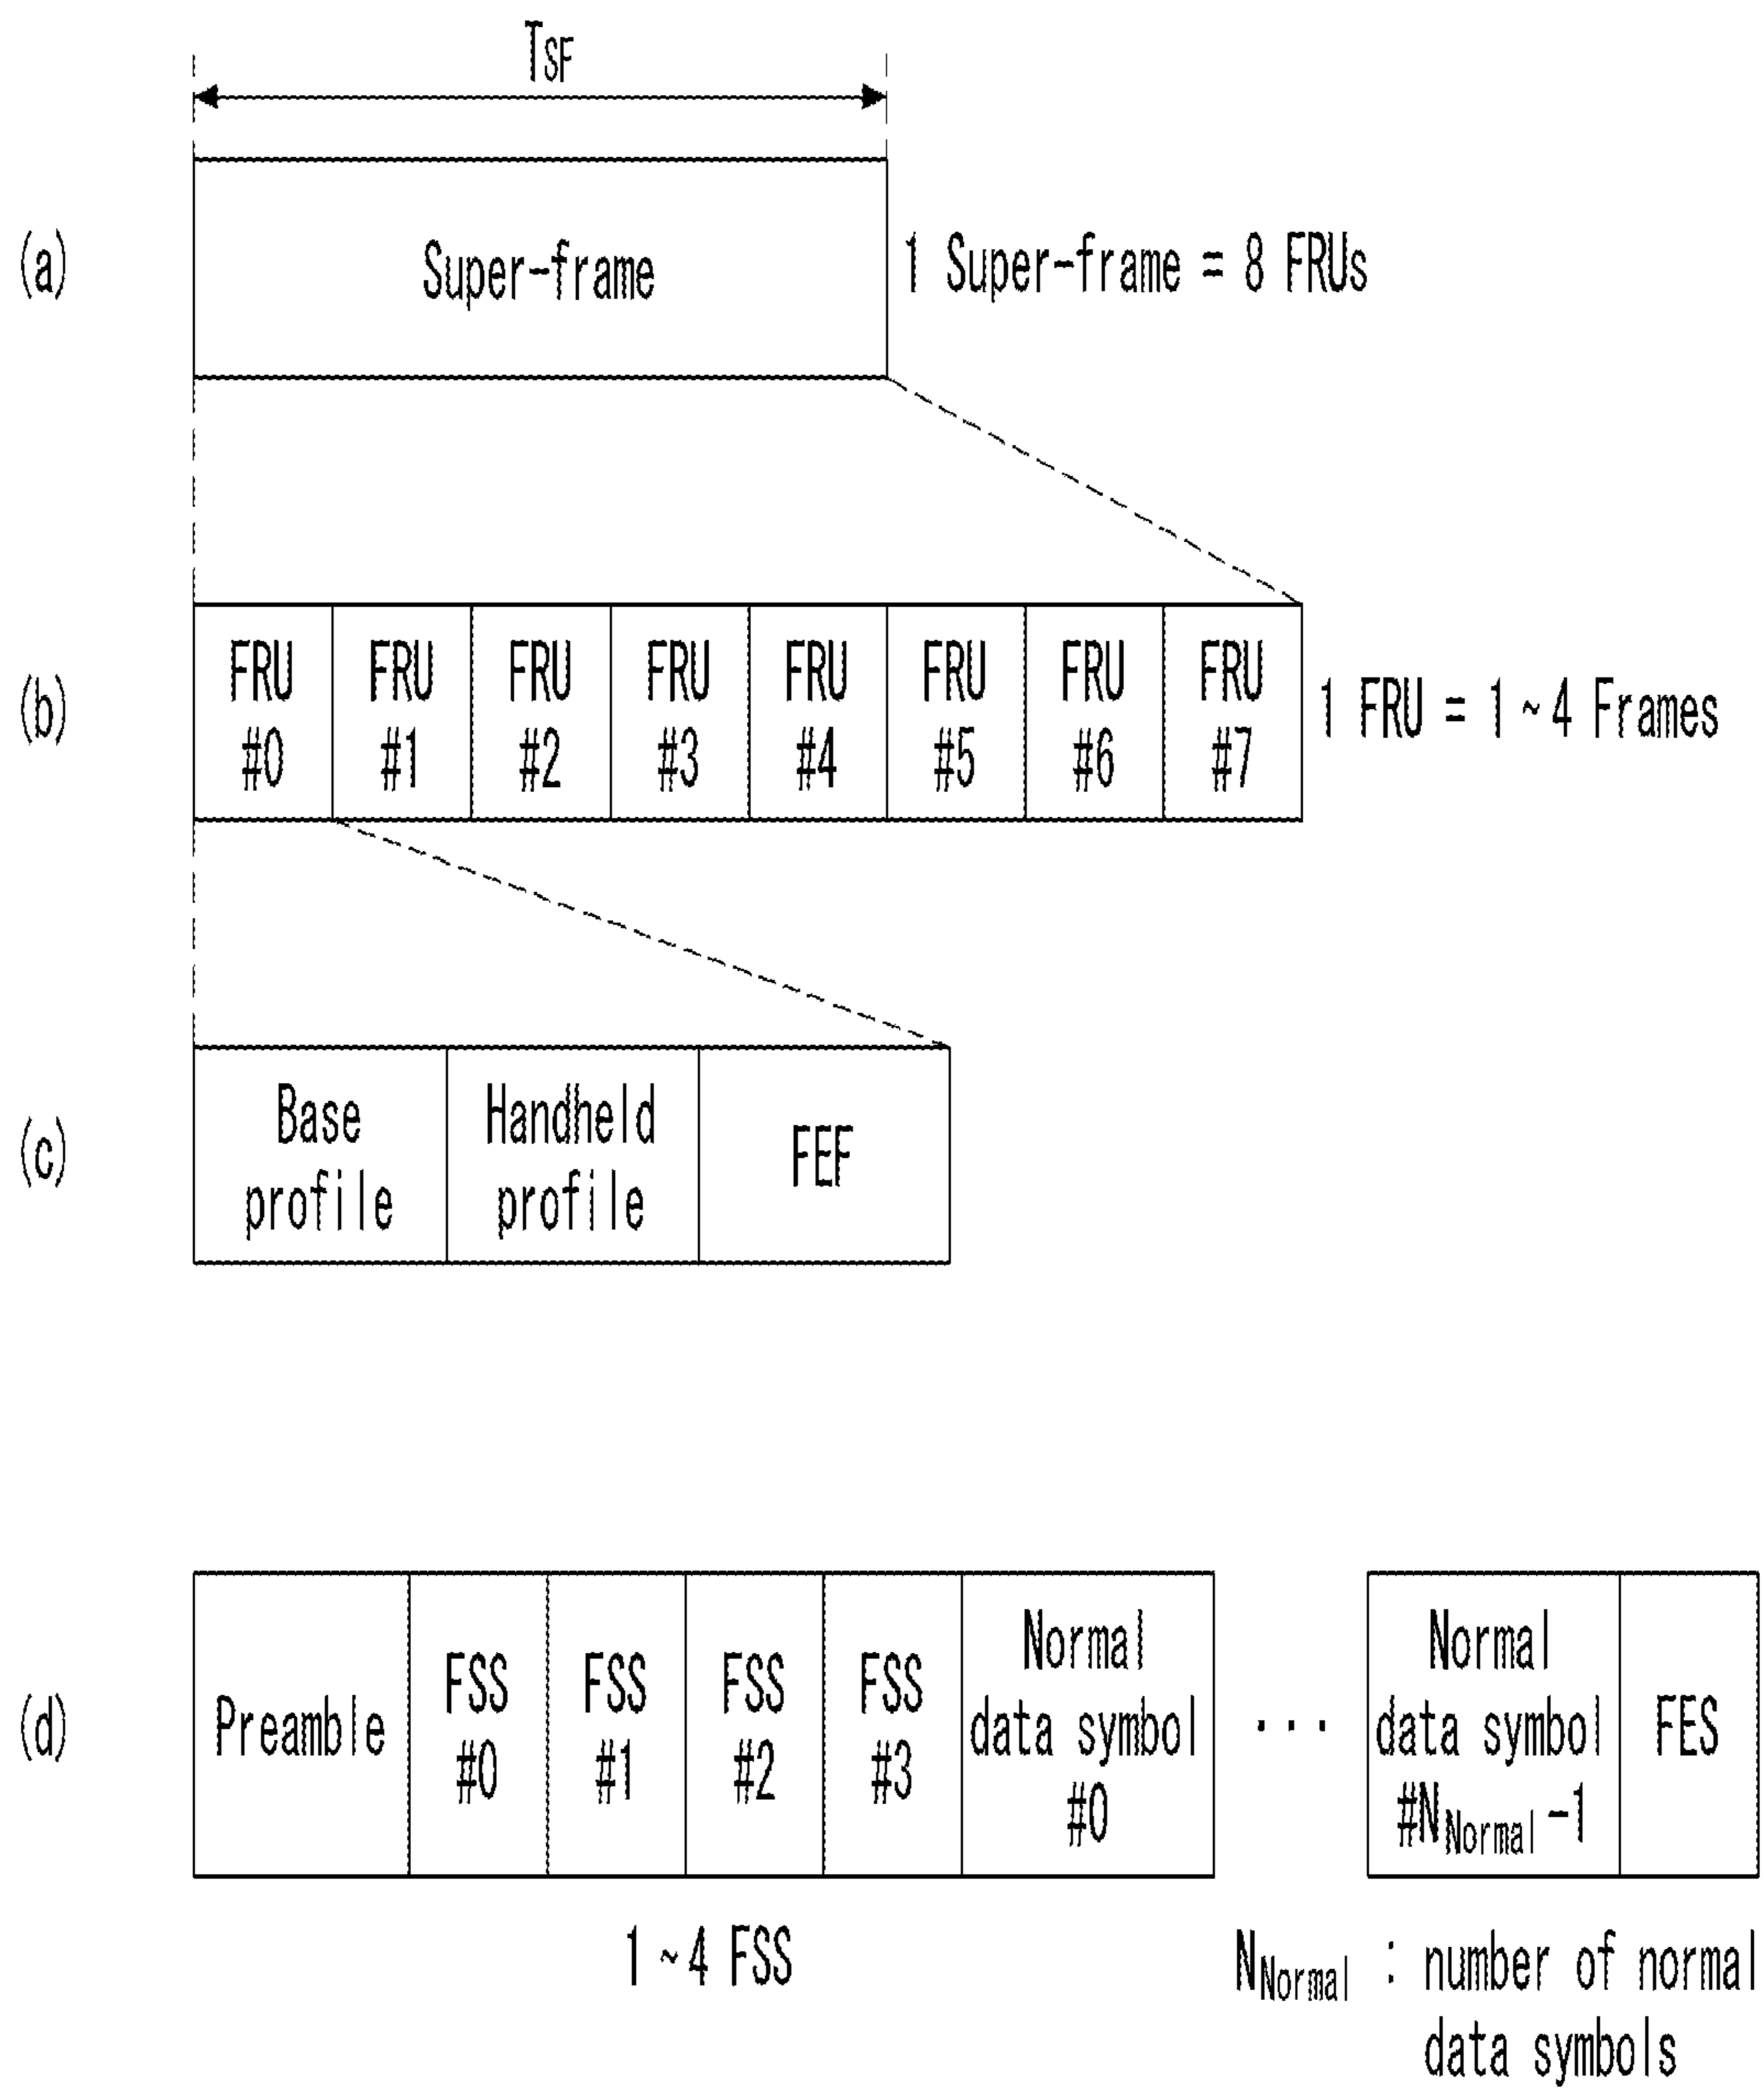 TSF
(a)
Super-frame
1 Super-frame = 8 FRUs
(b)
FRU #0
FRU #1
FRU #2
FRU #3
FRU #4
FRU #5
FRU #6
FRU #7
1 FRU = 1 ~ 4 Frames
(c)
Base
profile
Handheld
profile
FEF
(d)
Preamble
FSS #0
FSS #1
FSS #2
FSS #3
Normal
data symbol
#0
...
Normal
data symbol
#NNormal -1
FES
1 ~ 4 FSS
NNormal : number of normal
data symbols